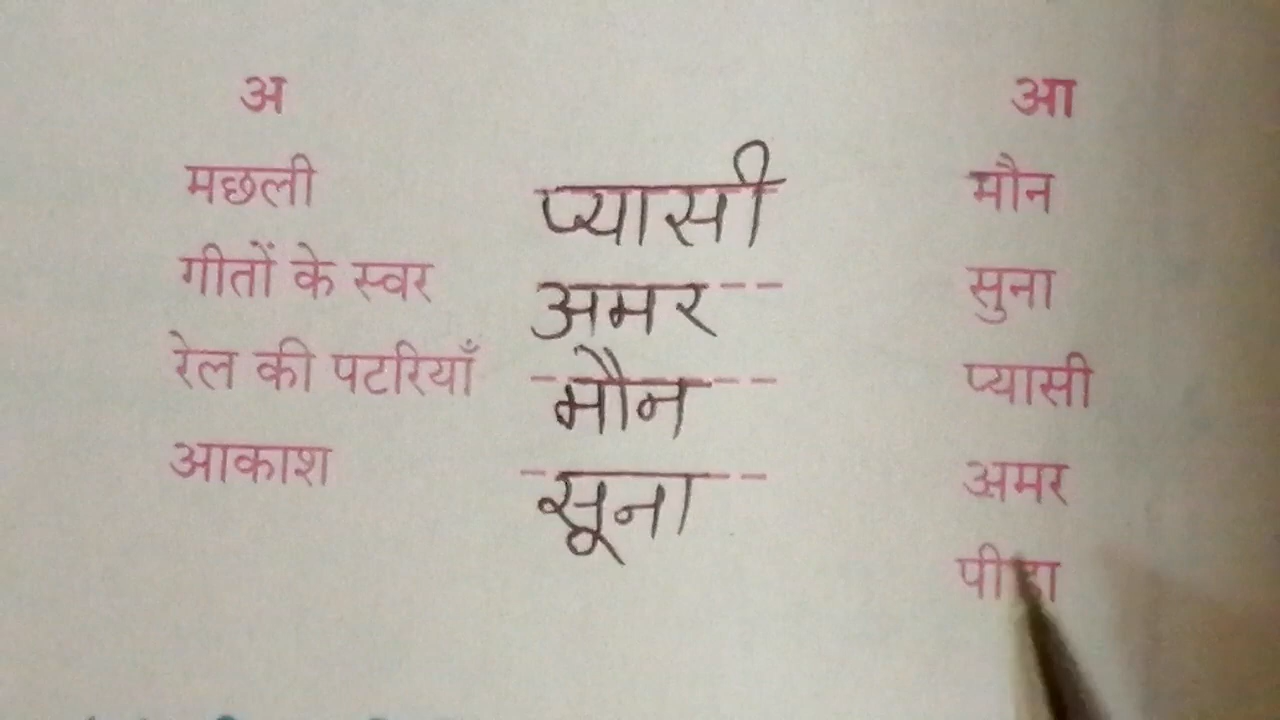 अ आ
मछली प्यासी मौन
गीतों के स्वर अमर सुना
रेल की पटरियाँ मौन प्यासी
आकाश सूना अमर